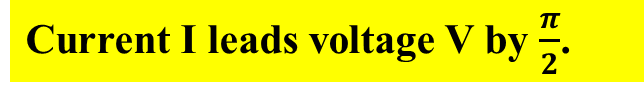 Current I leads voltage V by π/2.